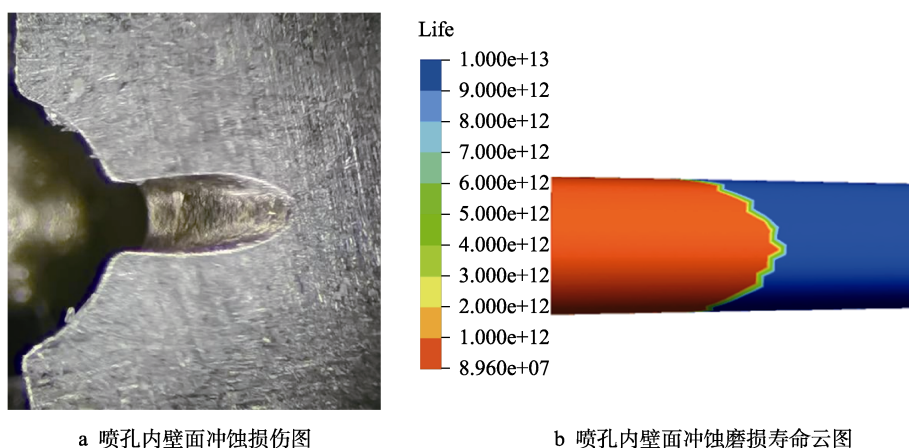 Life
1.000e+13
9.000e+12
8.000e+12
7.000e+12
6.000e+12
5.000e+12
4.000e+12
3.000e+12
2.000e+12
1.000e+12
8.960e+07
a 喷孔内壁面冲蚀损伤图
b 喷孔内壁面冲蚀磨损寿命云图